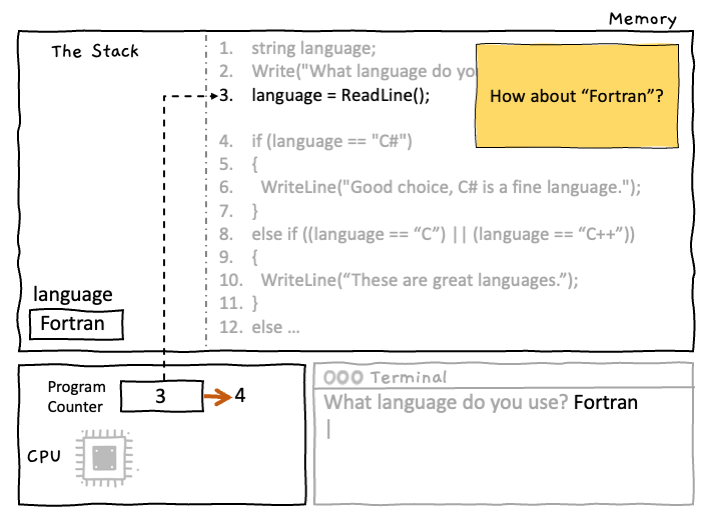 Memory
The Stack
1. string language;
2. Write("What language do yo
3. language = ReadLine();
How about “Fortran”?
4. if (language == "C#")
5. {
6. WriteLine("Good choice, C# is a fine language.");
7. }
8. else if ((language == “C”) || (language == “C++”))
9. {
10. WriteLine(“These are great languages.”);
11. }
12. else ...
language
Fortran
Program
Counter
3
4
CPU
Terminal
What language do you use? Fortran